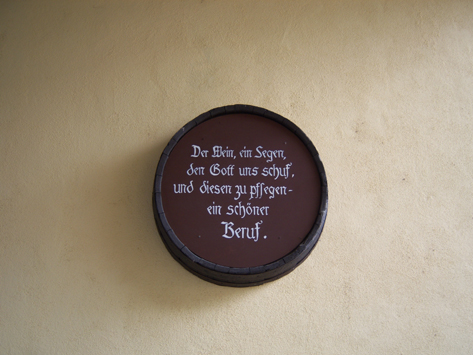 Der Wein, ein Segen,
den Gott uns schuf,
und diesen zu pflegen-
ein schöner
Beruf.